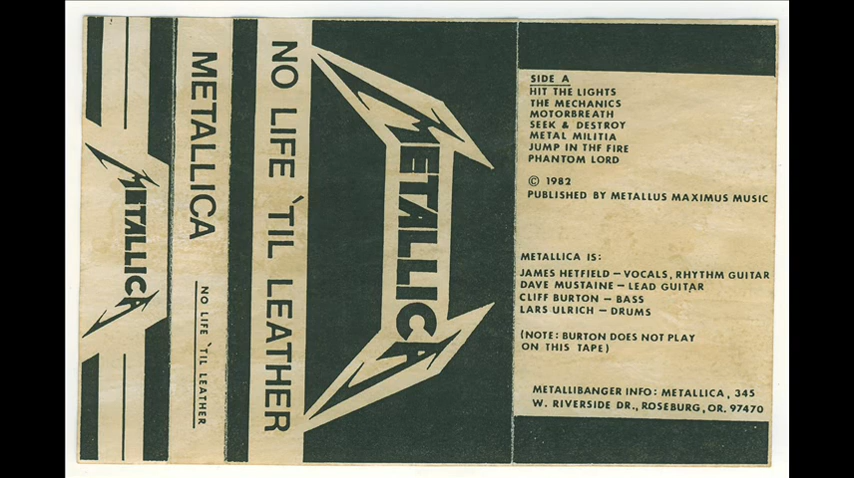 METALLICA
METALLICA
NO LIFE 'TIL LEATHER
NO LIFE 'TIL LEATHER
METALLICA
SIDE A
HIT THE LIGHTS
THE MECHANICS
MOTORBREATH
SEEK & DESTROY
METAL MILITIA
JUMP IN THF FIRE
PHANTOM LORD
© 1982
PUBLISHED BY METALLUS MAXIMUS MUSIC
METALLICA IS:
JAMES HETFIELD – VOCALS, RHYTHM GUITAR
DAVE MUSTAINE – LEAD GUITAR
CLIFF BURTON – BASS
LARS ULRICH – DRUMS
(NOTE: BURTON DOES NOT PLAY
ON THIS TAPE)
METALLIBANGER INFO: METALLICA, 345
W. RIVERSIDE DR., ROSEBURG, OR. 97470